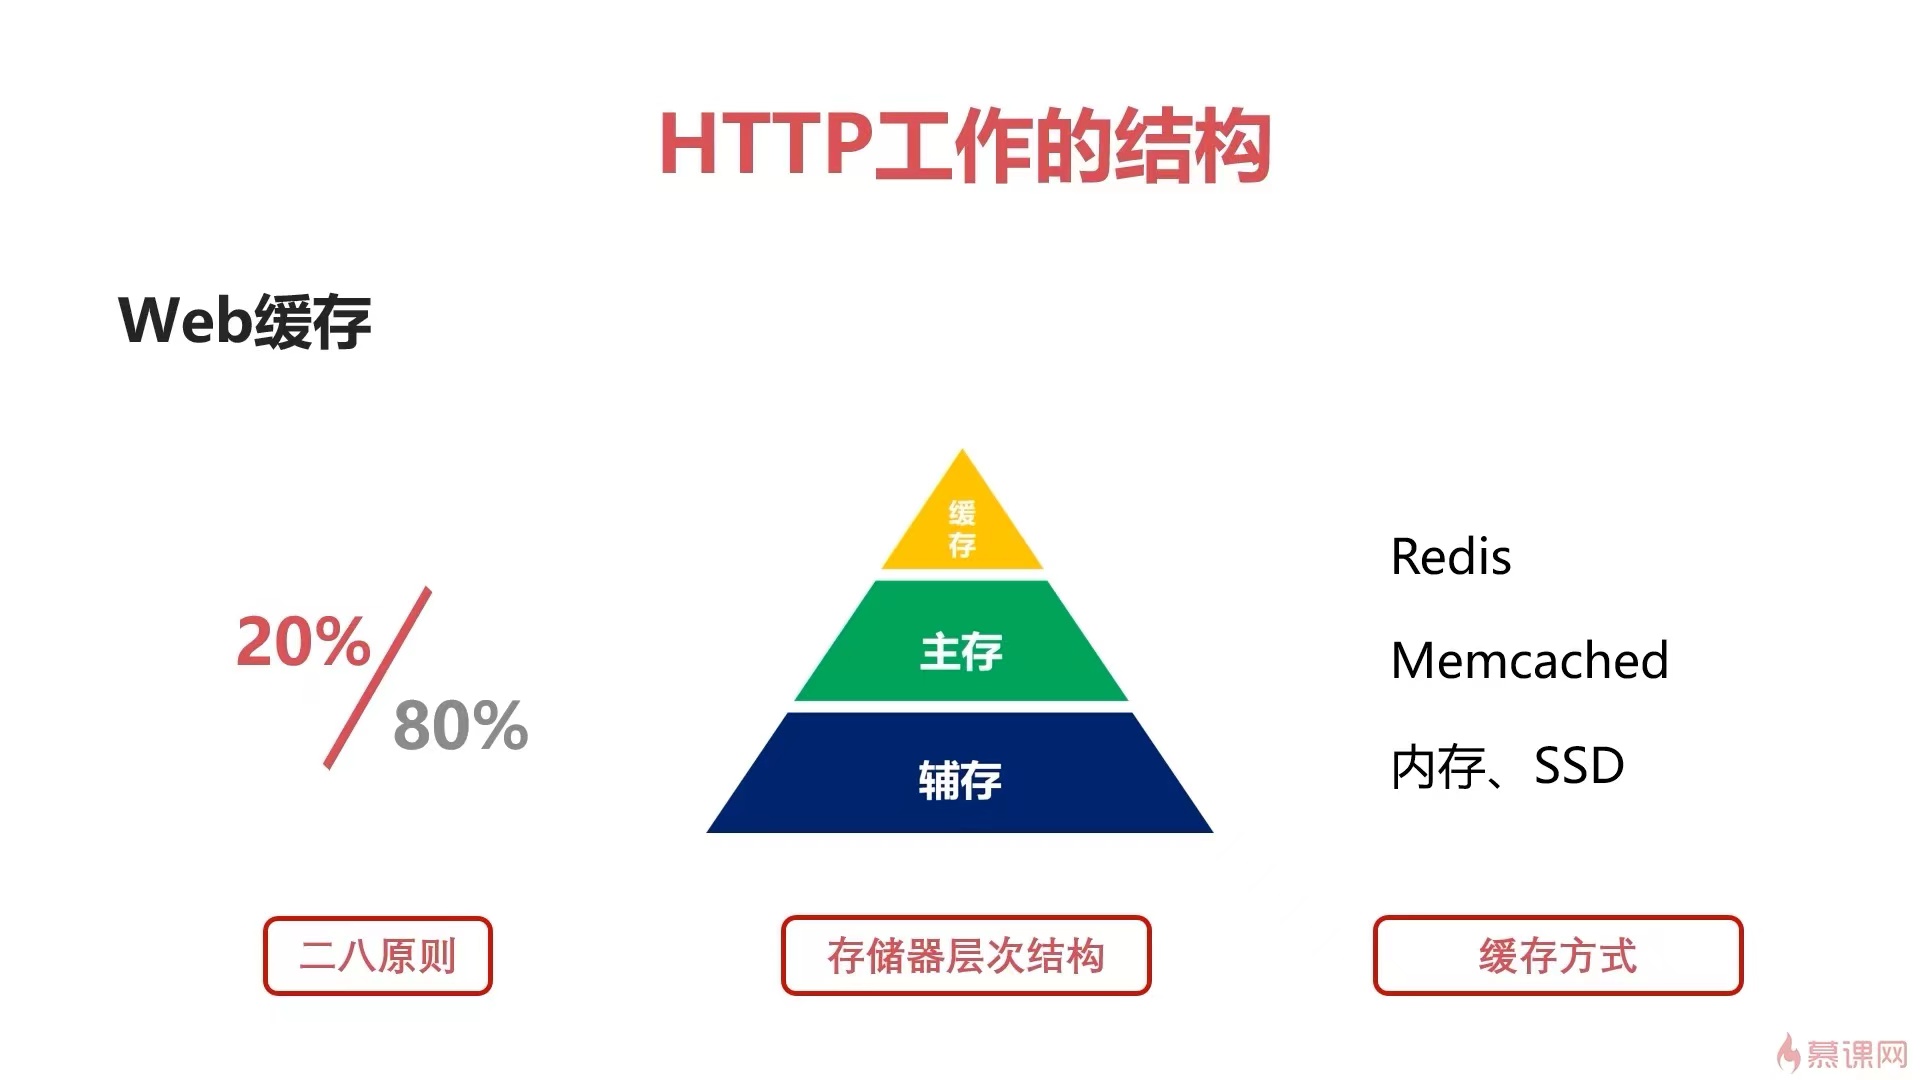 HTTP工作的结构
Web缓存
20%
80%
二八原则
缓
存
主存
辅存
存储器层次结构
Redis
Memcached
内存、SSD
缓存方式
慕课网